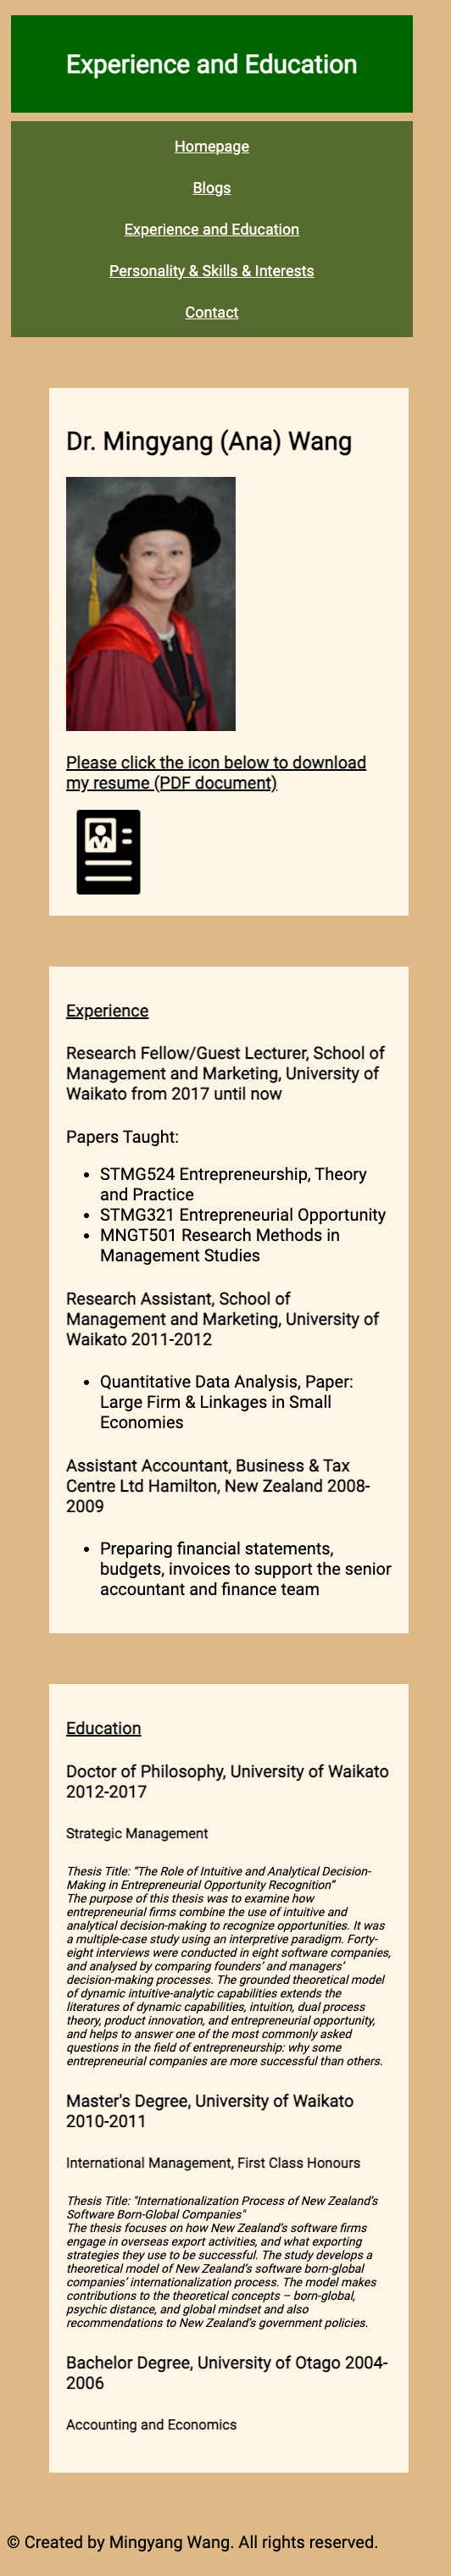 Experience and Education
Homepage
Blogs
Experience and Education
Personality & Skills & Interests
Contact
Dr. Mingyang (Ana) Wang
Please click the icon below to download
my resume (PDF document)
Experience
Research Fellow/Guest Lecturer, School of
Management and Marketing, University of
Waikato from 2017 until now
Papers Taught:
• STMG524 Entrepreneurship, Theory
and Practice
• STMG321 Entrepreneurial Opportunity
• MNGT501 Research Methods in
Management Studies
Research Assistant, School of
Management and Marketing, University of
Waikato 2011-2012
• Quantitative Data Analysis, Paper:
Large Firm & Linkages in Small
Economies
Assistant Accountant, Business & Tax
Centre Ltd Hamilton, New Zealand 2008-
2009
• Preparing financial statements,
budgets, invoices to support the senior
accountant and finance team
Education
Doctor of Philosophy, University of Waikato
2012-2017
Strategic Management
Thesis Title: “The Role of Intuitive and Analytical Decision-
Making in Entrepreneurial Opportunity Recognition”
The purpose of this thesis was to examine how
entrepreneurial firms combine the use of intuitive and
analytical decision-making to recognize opportunities. It was
a multiple-case study using an interpretive paradigm. Forty-
eight interviews were conducted in eight software companies,
and analysed by comparing founders’ and managers’
decision-making processes. The grounded theoretical model
of dynamic intuitive-analytic capabilities extends the
literatures of dynamic capabilities, intuition, dual process
theory, product innovation, and entrepreneurial opportunity,
and helps to answer one of the most commonly asked
questions in the field of entrepreneurship: why some
entrepreneurial companies are more successful than others.
Master's Degree, University of Waikato
2010-2011
International Management, First Class Honours
Thesis Title: "Internationalization Process of New Zealand’s
Software Born-Global Companies"
The thesis focuses on how New Zealand’s software firms
engage in overseas export activities, and what exporting
strategies they use to be successful. The study develops a
theoretical model of New Zealand’s software born-global
companies’ internationalization process. The model makes
contributions to the theoretical concepts – born-global,
psychic distance, and global mindset and also
recommendations to New Zealand’s government policies.
Bachelor Degree, University of Otago 2004-
2006
Accounting and Economics
© Created by Mingyang Wang. All rights reserved.